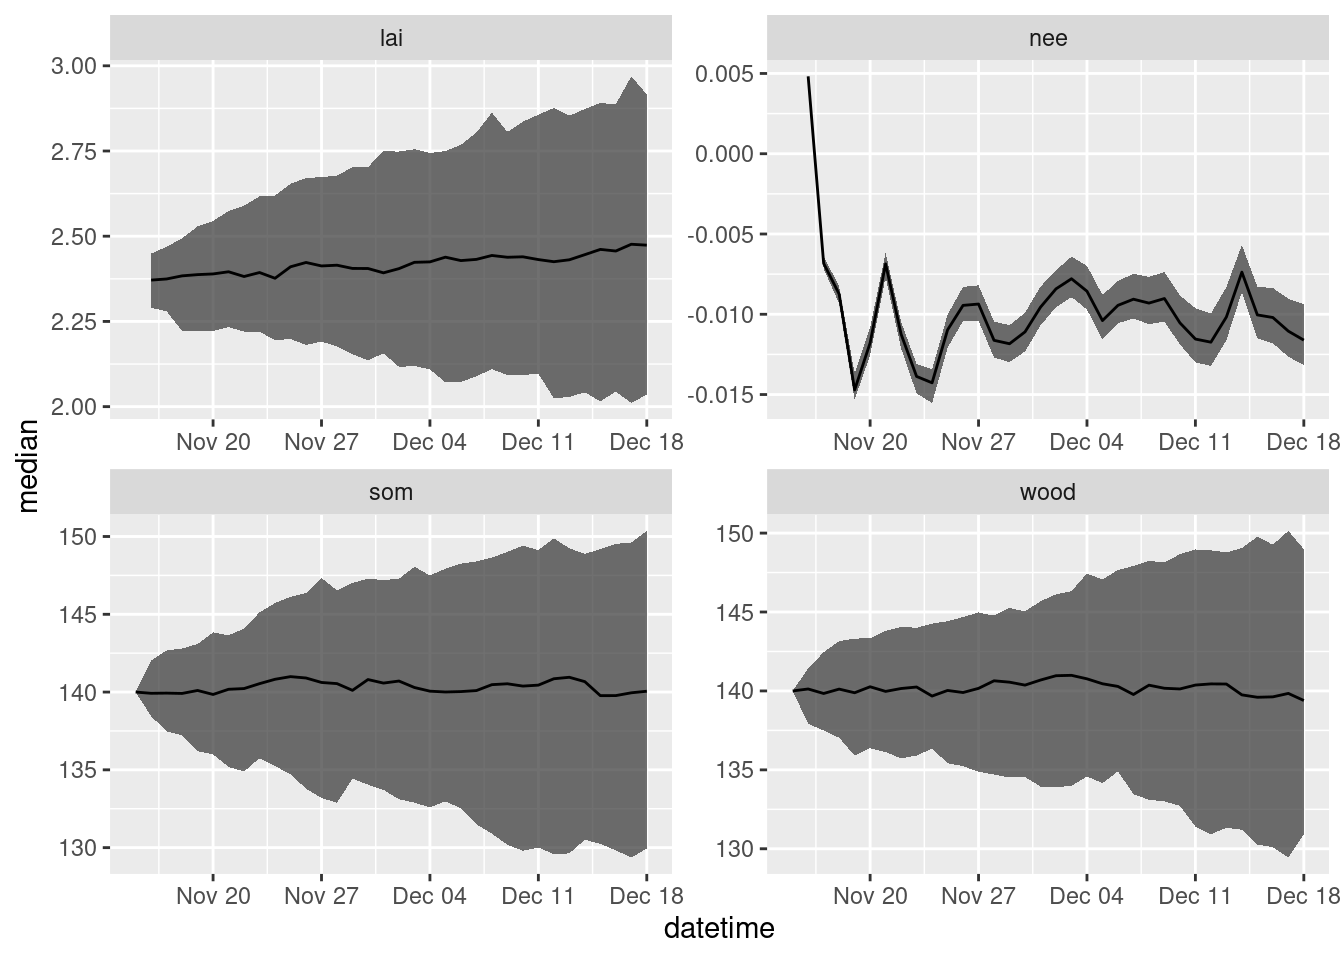 lai
nee
3.00
2.75
2.50
2.25
2.00
Nov 20 Nov 27 Dec 04 Dec 11 Dec 18
0.005
0.000
-0.005
-0.010
-0.015
Nov 20 Nov 27 Dec 04 Dec 11 Dec 18
median
som
wood
150
145
140
135
130
Nov 20 Nov 27 Dec 04 Dec 11 Dec 18
150
145
140
135
130
Nov 20 Nov 27 Dec 04 Dec 11 Dec 18
datetime